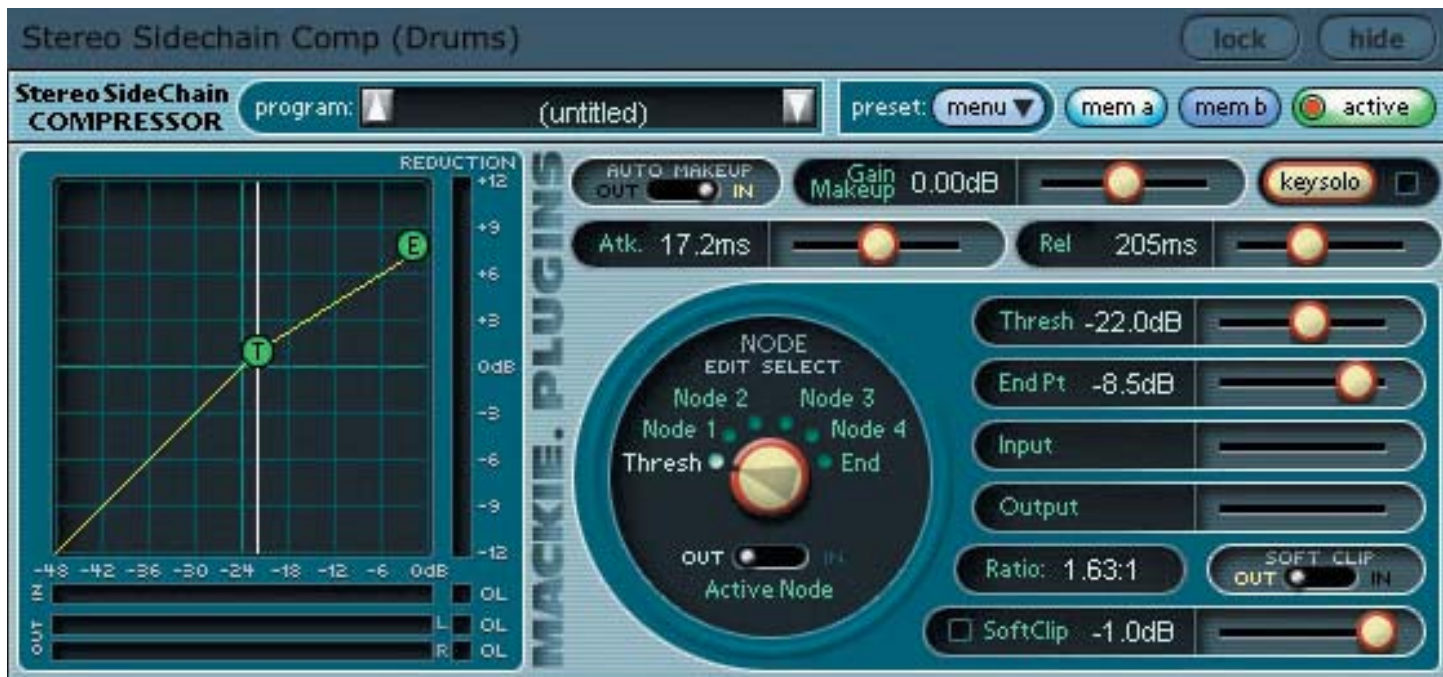 Stereo Sidechain Comp (Drums)
lock
hide
Stereo SideChain
COMPRESSOR
program:
(untitled)
preset:
menu
mem a
mem b
active
REDUCTION
+12
+9
+6
+3
0dB
-3
-6
-9
-12
E
T
-48 -42 -36 -30 -24 -18 -12 -6 0dB
IN
OL
OUT
L
OL
R
OL
MACKIE. PLUGINS
AUTO MAKEUP
OUT
IN
Gain
Makeup
0.00dB
key solo
Atk. 17.2ms
Rel 205ms
NODE
EDIT SELECT
Node 2
Node 3
Node 1
Node 4
Thresh
End
OUT
IN
Active Node
Thresh -22.0dB
End Pt -8.5dB
Input
Output
Ratio: 1.63:1
SOFT CLIP
OUT
IN
SoftClip -1.0dB